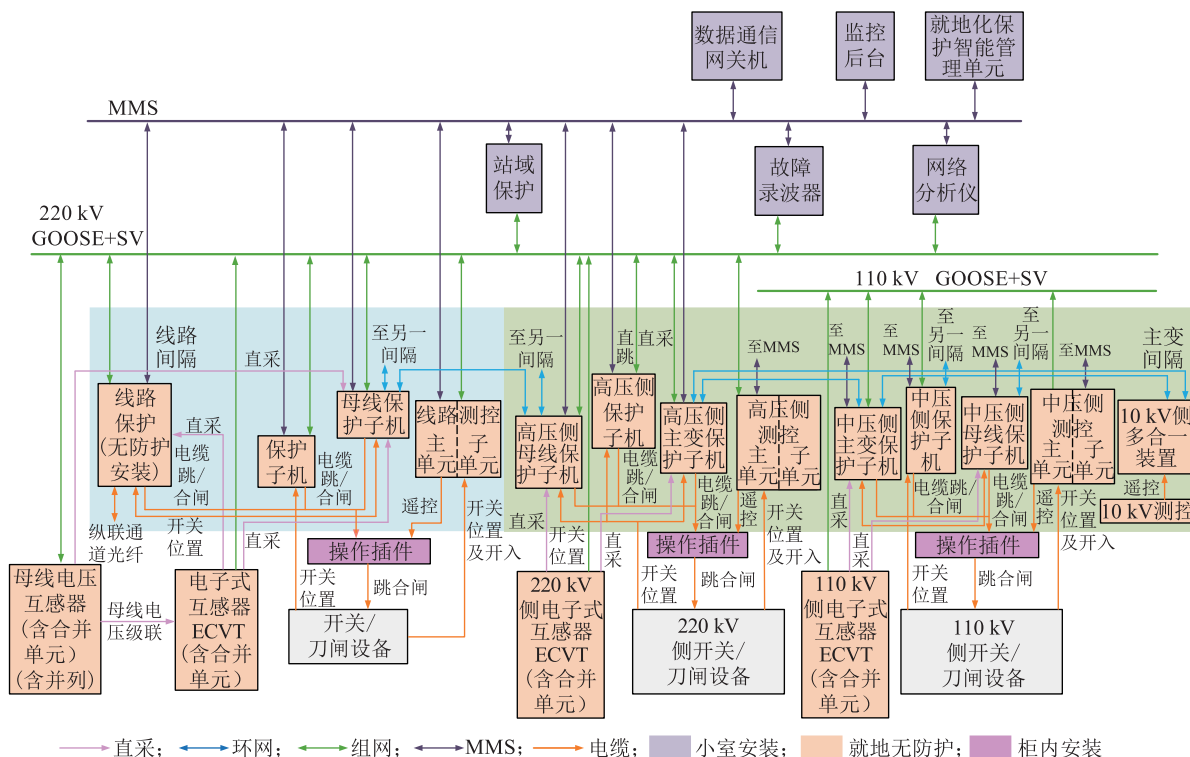 数据通信
网关机
监控
后台
就地化保
护智能管
理单元
MMS
站域
保护
故障
录波器
网络
分析仪
220 kV
GOOSE+SV
110 kV GOOSE+SV
线路
间隔
直采
至另一
间隔
至另一
间隔
直跳
直采
至MMS
至
MMS
至
MMS
至
另一
间隔
至
MMS
至
另一
间隔
至MMS
主变
间隔
线路
保护
(无防护
安装)
直采
电缆
跳/
合闸
保护
子机
母线保
护子机
电缆
跳/合闸
线路测控
主 子
单元 单元
高压侧
母线保
护子机
高压侧
保护
子机
高压侧
主变保
护子机
电缆
跳/
合闸
高压侧
测控
主 子
单元 单元
中压侧
主变保
护子机
中压
侧保
护子
机
中压侧
母线保
护子机
中压侧
测控
主 子
单元 单元
10 kV侧
多合一
装置
遥控
10 kV测控
纵联通
道光纤
开关
位置
直采
遥控
开关
位置
及开入
操作插件
开关
位置
跳合闸
开关/
刀闸设备
母线电压
互感器
(含合并
单元)
(含并列)
母线电
压级联
电子式
互感器
ECVT
(含合并
单元)
直采
开关
位置
直采
电缆
跳/合闸
遥控
开关
位置
及开入
操作插件
开关
位置
跳合闸
220 kV
侧电子式
互感器
ECVT
(含合并
单元)
220 kV
侧开关/
刀闸设备
直采
直采
电缆跳/
合闸
电缆
跳/
合闸
遥控
开关
位置
及开入
操作插件
开关
位置
跳合闸
110 kV
侧电子式
互感器
ECVT
(含合并
单元)
110 kV
侧开关/
刀闸设备
直采; 环网; 组网; MMS; 电缆; 小室安装; 就地无防护; 柜内安装